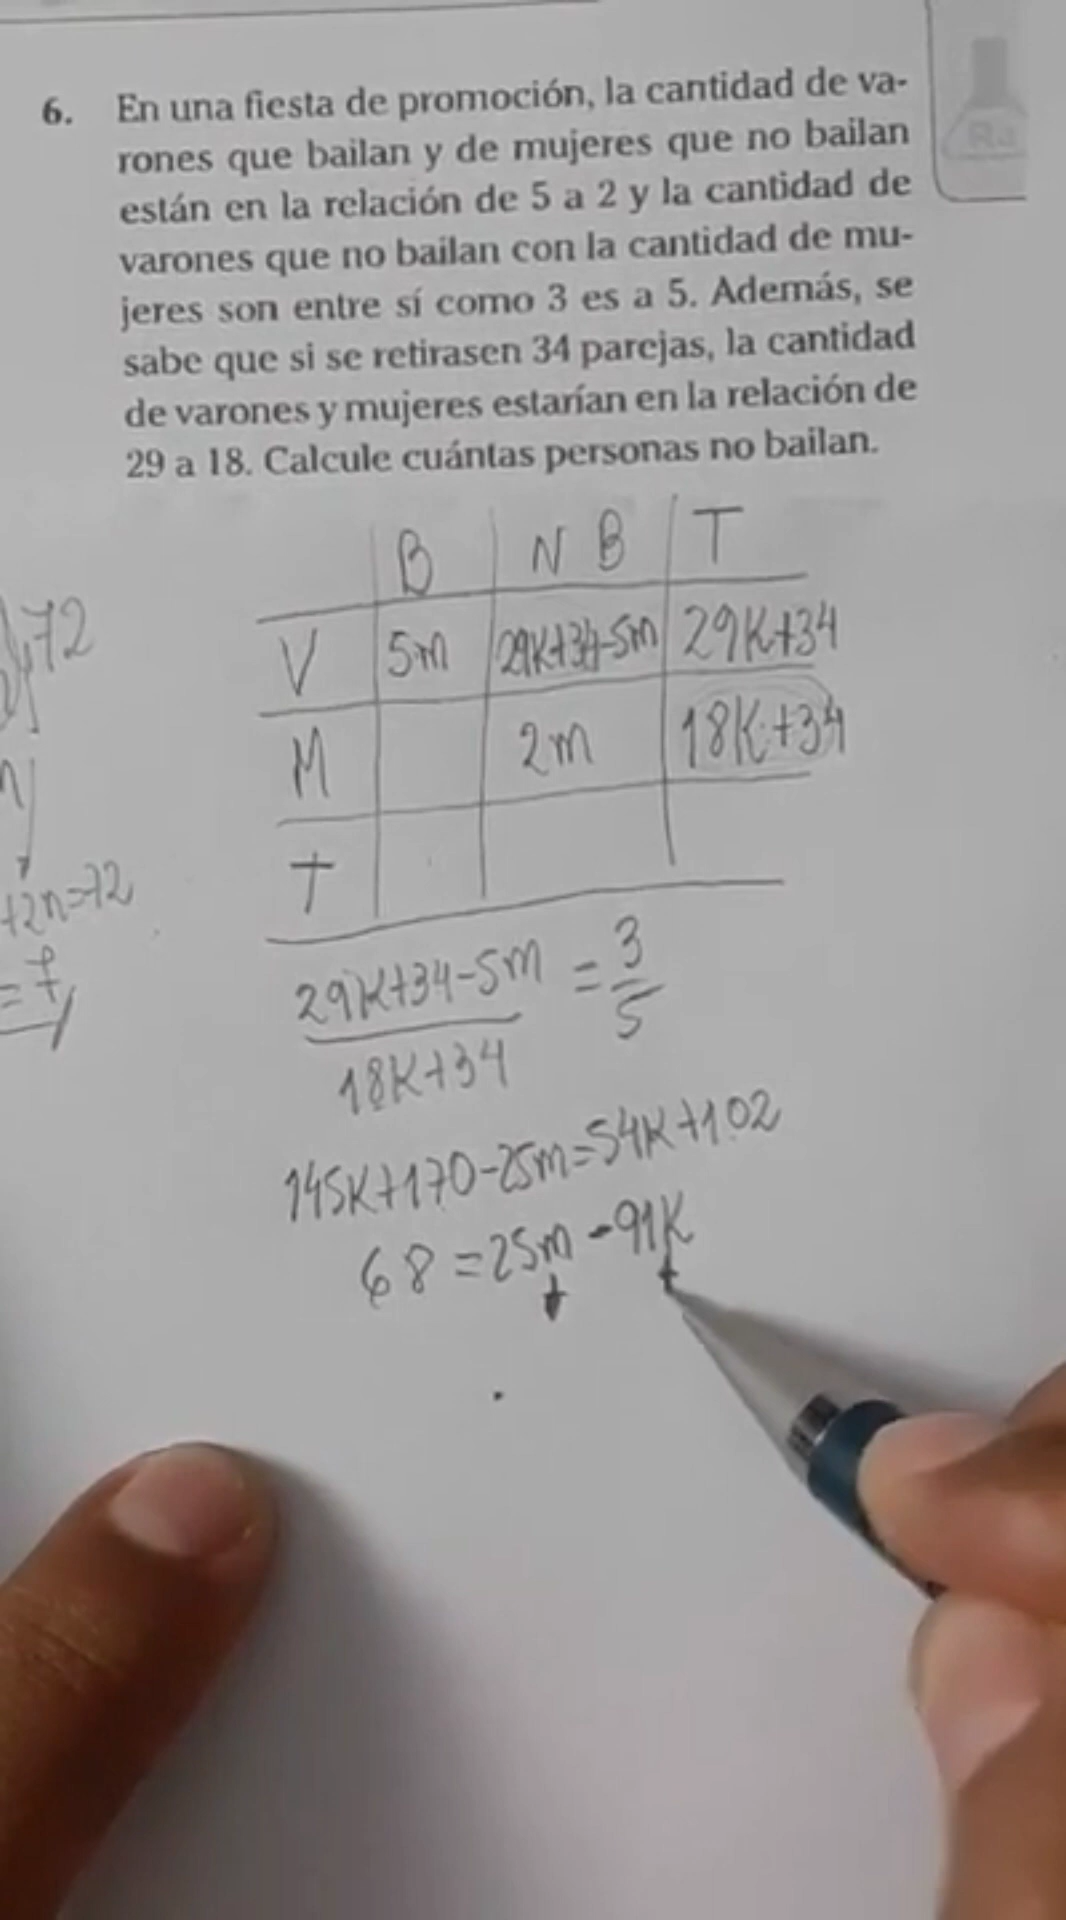 6. En una fiesta de promoción, la cantidad de va-
rones que bailan y de mujeres que no bailan
están en la relación de 5 a 2 y la cantidad de
varones que no bailan con la cantidad de mu-
jeres son entre sí como 3 es a 5. Además, se
sabe que si se retirasen 34 parejas, la cantidad
de varones y mujeres estarían en la relación de
29 a 18. Calcule cuántas personas no bailan.
B N B T
V 5m 29K+34-5m 29K+34
M 2m 18K+34
T
72
+2n=72
29K+34-5m = 3
18K+34 5
145K+170-25m=54K+102
68=25m-91K